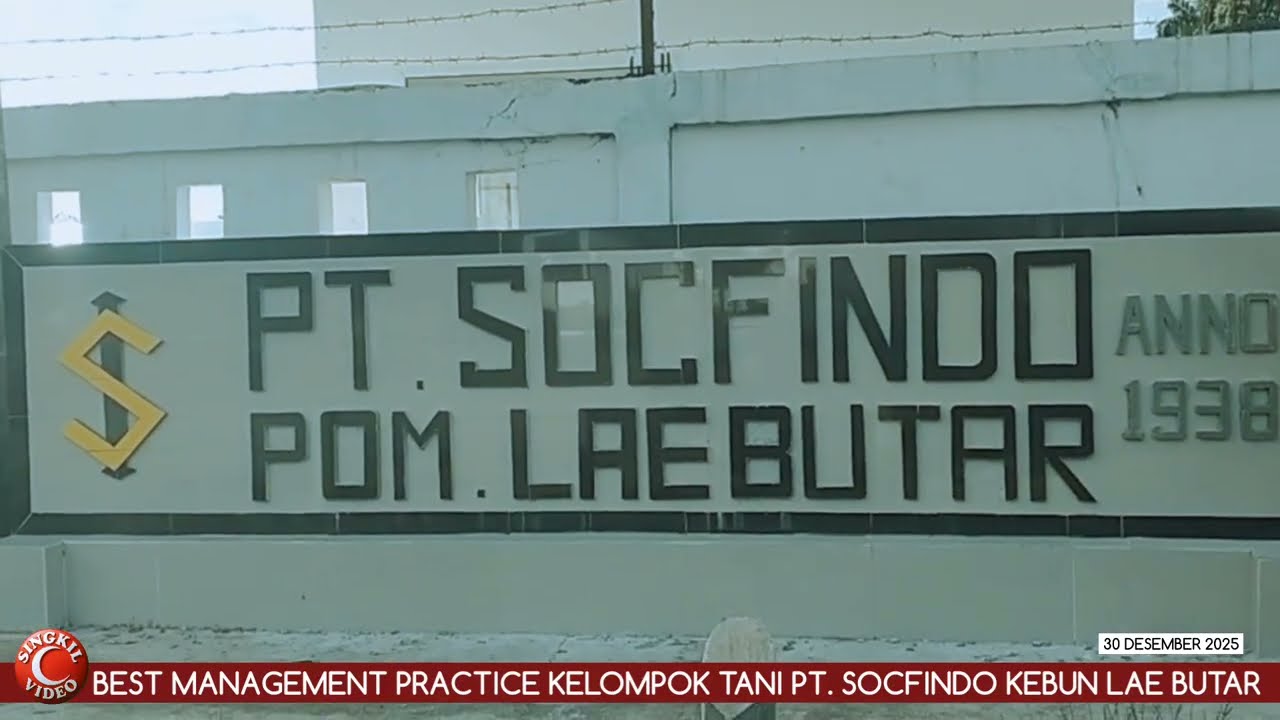 PT. SOCFINDO
POM. LAEBUTAR
ANNO
1938
30 DESEMBER 2025
SINGKIL
VIDEO
BEST MANAGEMENT PRACTICE KELOMPOK TANI PT. SOCFINDO KEBUN LAE BUTAR